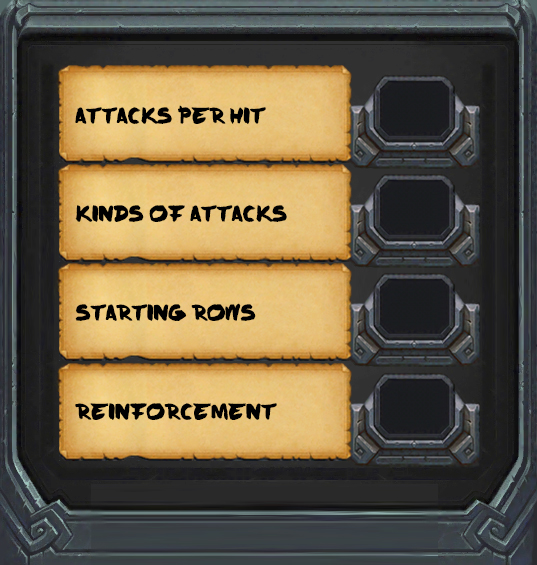 ATTACKS PER HIT
KINDS OF ATTACKS
STARTING ROWS
REINFORCEMENT